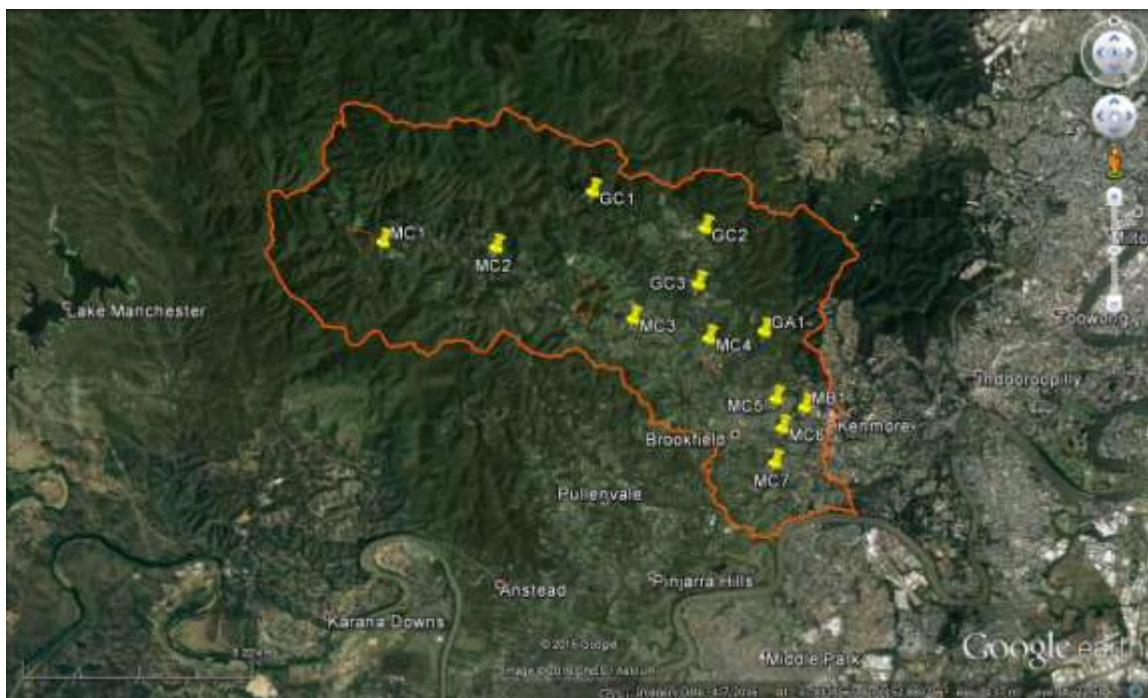 GC1
GC2
MC1
MC2
GC3
Lake Manchester
MC3
GA1
MC4
Toowong
Indooroopilly
MC5
MB1
Kenmore
MC6
Brookfield
MC7
Pullenvale
Pinjarra Hills
Anstead
Karana Downs
© 2016 Google
Middle Park
Google earth